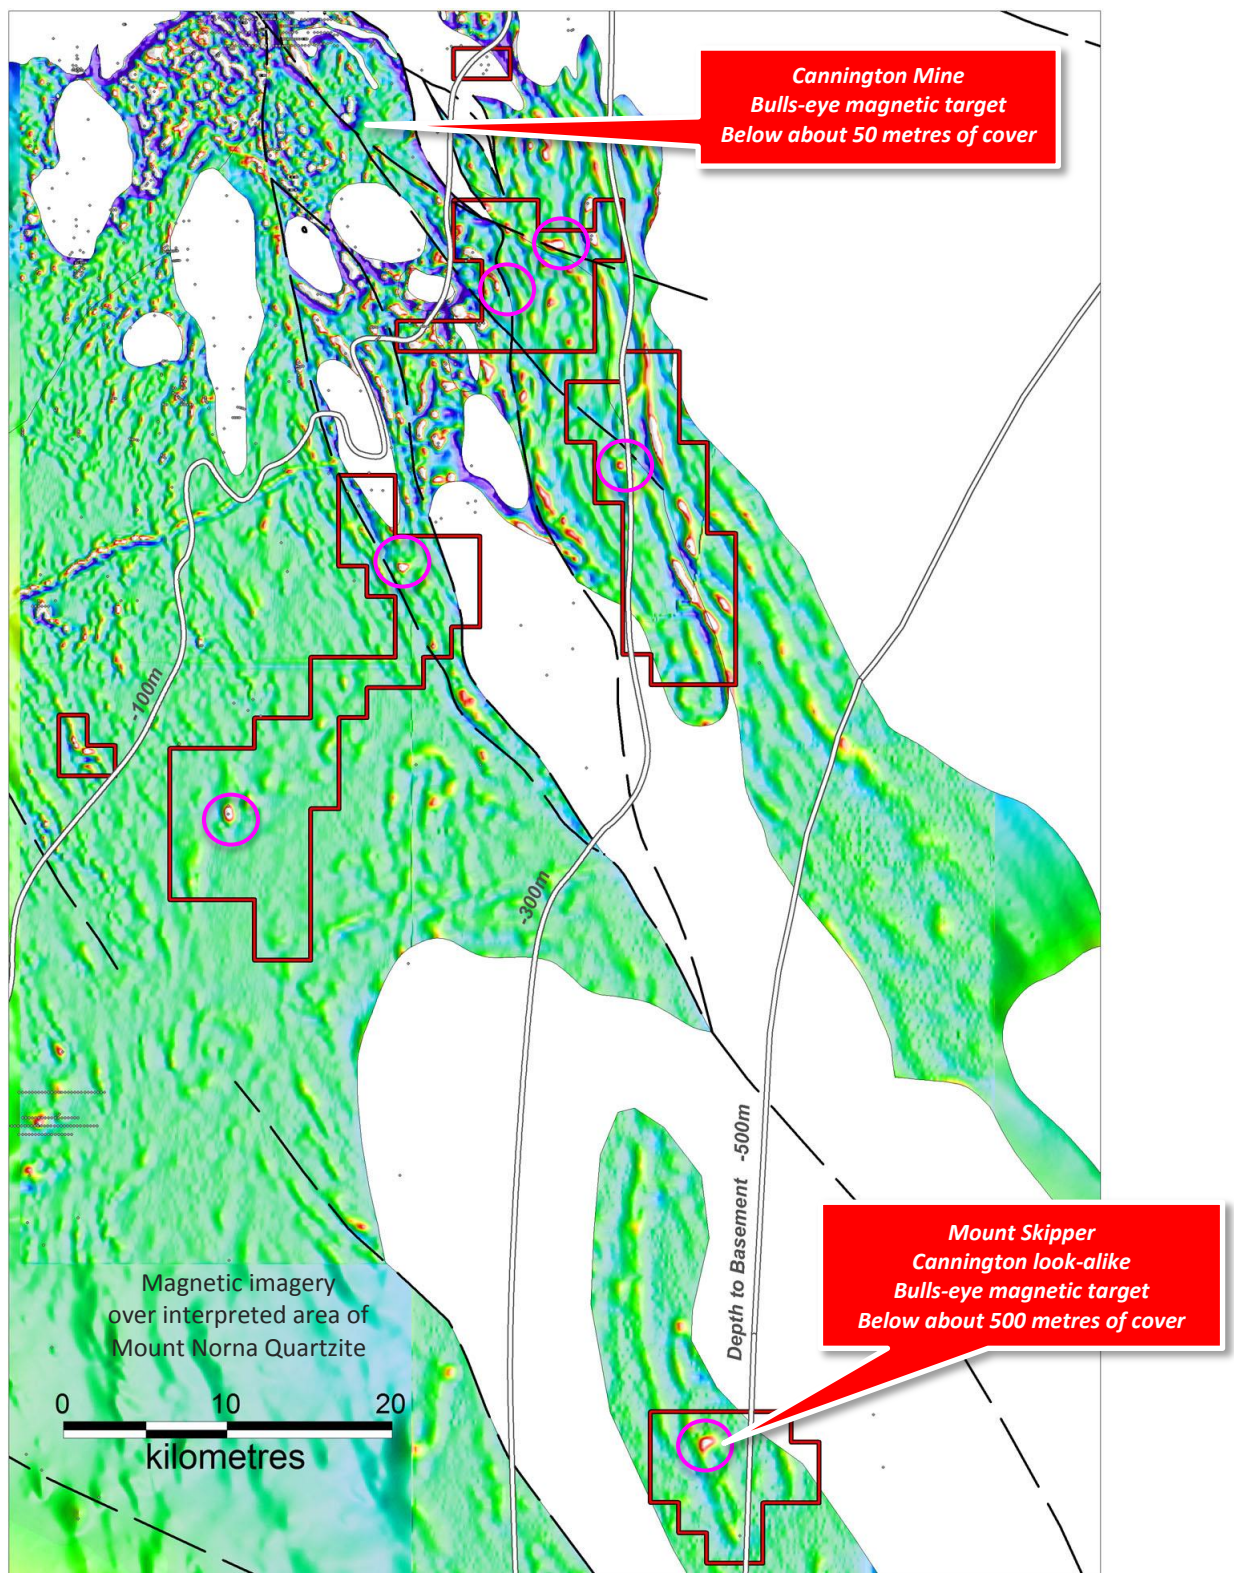 Cannington Mine
Bulls-eye magnetic target
Below about 50 metres of cover
-100m
-300m
Depth to Basement -500m
Mount Skipper
Cannington look-alike
Bulls-eye magnetic target
Below about 500 metres of cover
Magnetic imagery
over interpreted area of
Mount Norna Quartzite
0 10 20
kilometres